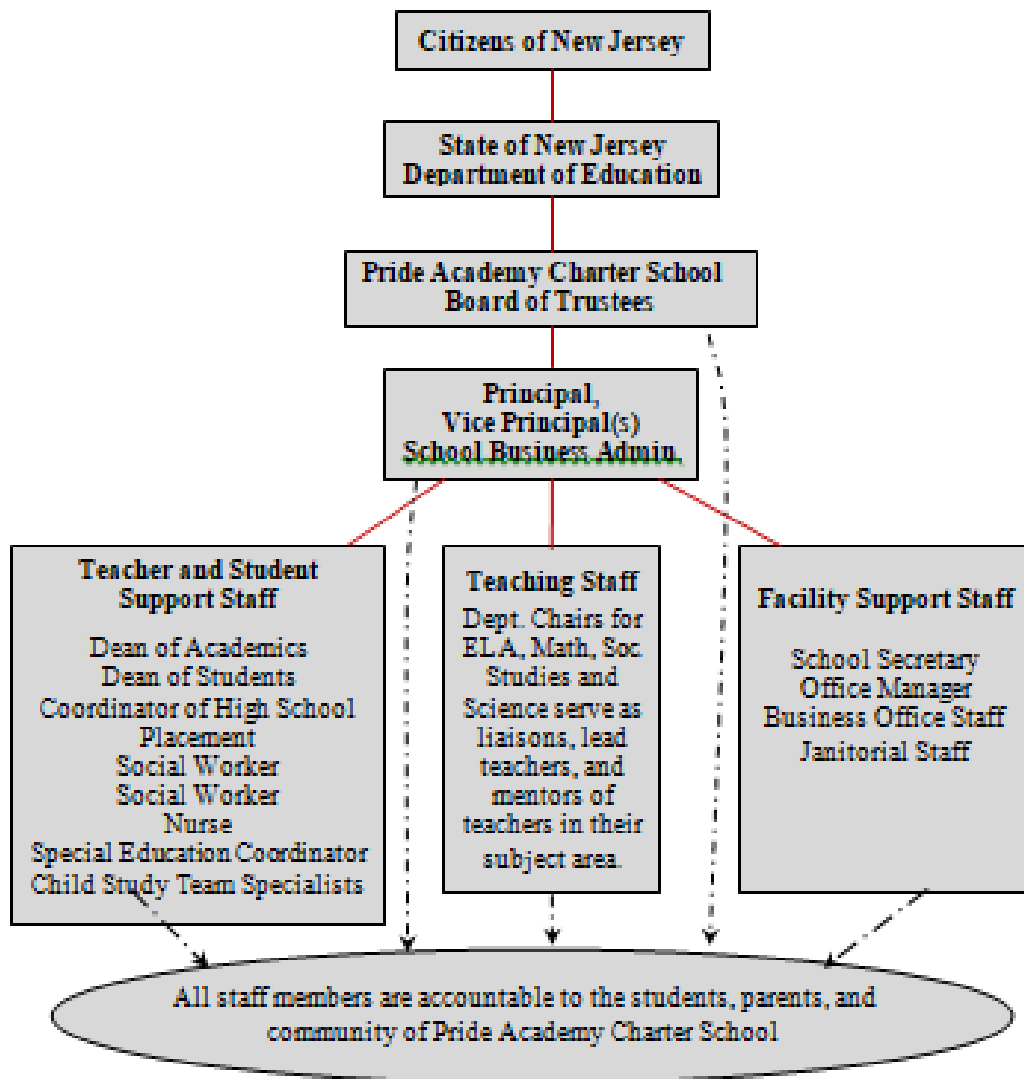 Citizens of New Jersey
State of New Jersey
Department of Education
Pride Academy Charter School
Board of Trustees
Principal,
Vice Principal(s)
School Business Admin.
Teacher and Student
Support Staff
Dean of Academics
Dean of Students
Coordinator of High School
Placement
Social Worker
Social Worker
Nurse
Special Education Coordinator
Child Study Team Specialists
Teaching Staff
Dept. Chairs for
ELA, Math, Soc.
Studies and
Science serve as
liaisons, lead
teachers, and
mentors of
teachers in their
subject area.
Facility Support Staff
School Secretary
Office Manager
Business Office Staff
Janitorial Staff
All staff members are accountable to the students, parents, and
community of Pride Academy Charter School